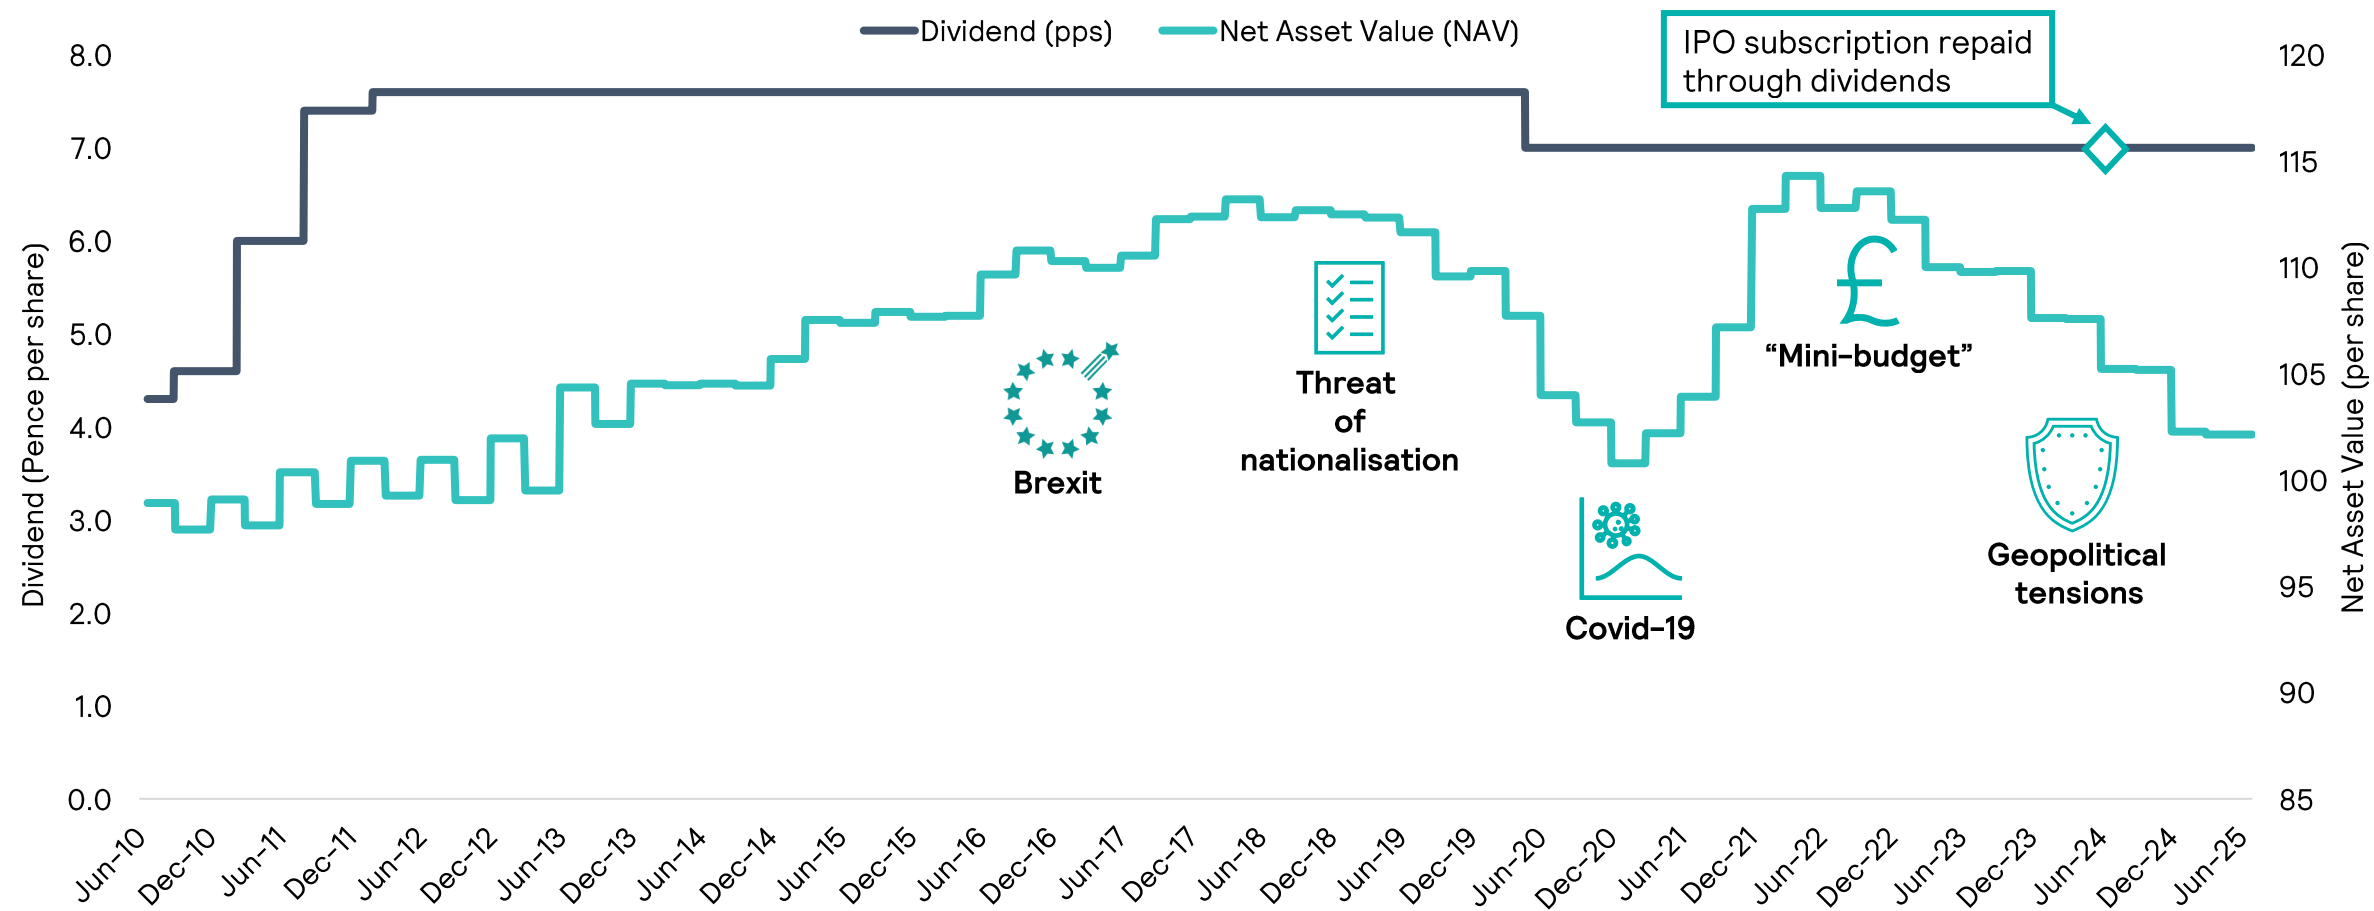 Dividend (pps)
Net Asset Value (NAV)
IPO subscription repaid
through dividends
8.0
7.0
6.0
5.0
4.0
3.0
2.0
1.0
0.0
Dividend (Pence per share)
120
115
110
105
100
95
90
85
Net Asset Value (per share)
Brexit
Threat
of
nationalisation
Covid-19
“Mini-budget”
Geopolitical
tensions
Jun-10
Dec-10
Jun-11
Dec-11
Jun-12
Dec-12
Jun-13
Dec-13
Jun-14
Dec-14
Jun-15
Dec-15
Jun-16
Dec-16
Jun-17
Dec-17
Jun-18
Dec-18
Jun-19
Dec-19
Jun-20
Dec-20
Jun-21
Dec-21
Jun-22
Dec-22
Jun-23
Dec-23
Jun-24
Dec-24
Jun-25